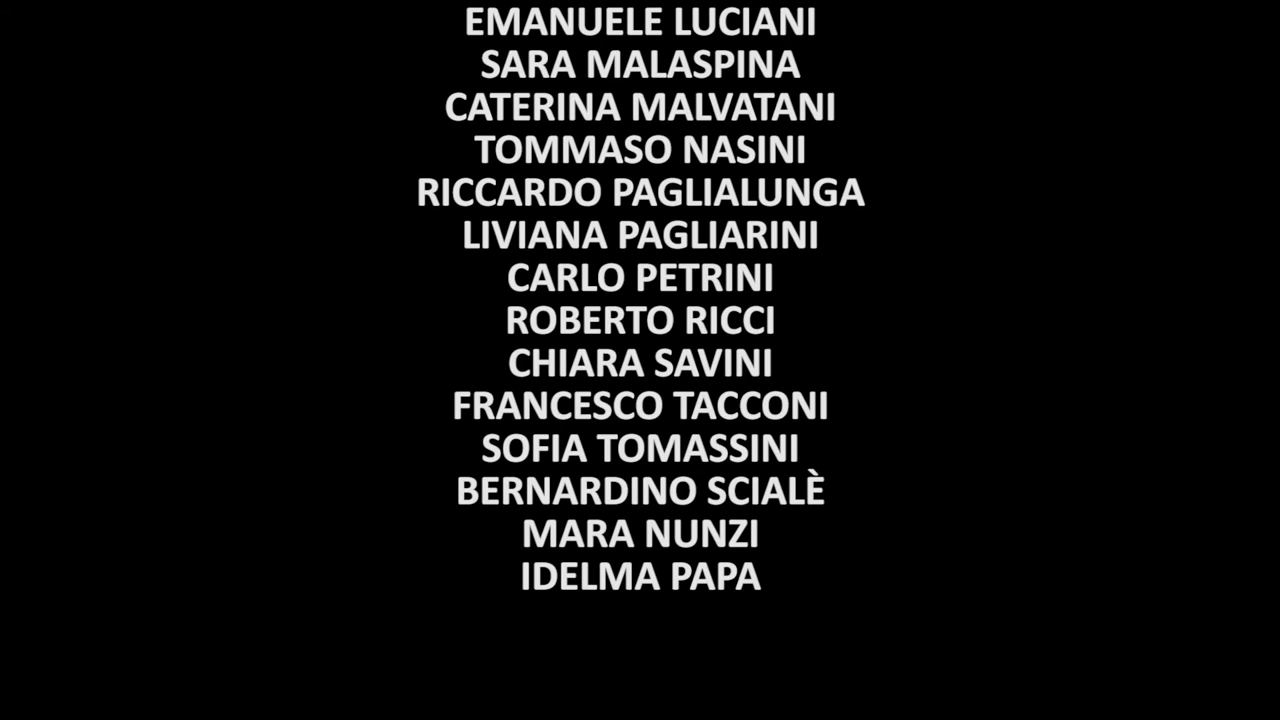 EMANUELE LUCIANI
SARA MALASPINA
CATERINA MALVATANI
TOMMASO NASINI
RICCARDO PAGLIALUNGA
LIVIANA PAGLIARINI
CARLO PETRINI
ROBERTO RICCI
CHIARA SAVINI
FRANCESCO TACCONI
SOFIA TOMASSINI
BERNARDINO SCIALÈ
MARA NUNZI
IDELMA PAPA